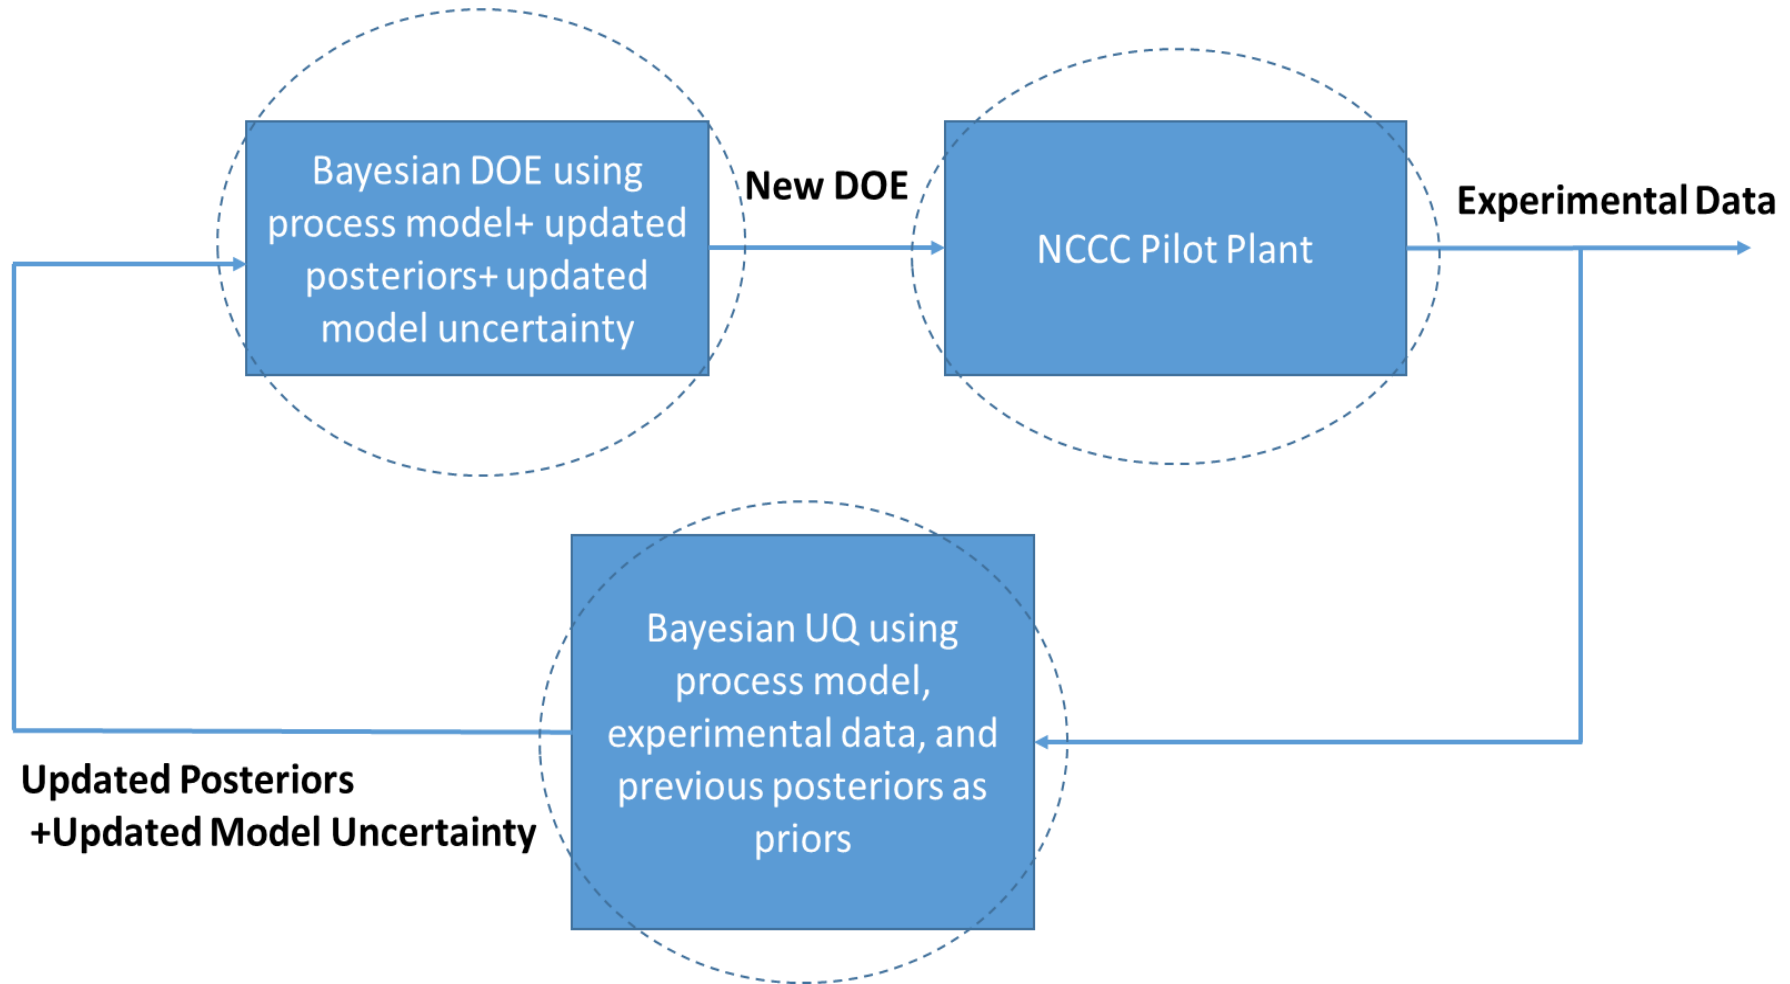 Bayesian DOE using
process model+ updated
posteriors+ updated
model uncertainty
New DOE
NCCC Pilot Plant
Experimental Data
Bayesian UQ using
process model,
experimental data, and
previous posteriors as
priors
Updated Posteriors
+Updated Model Uncertainty